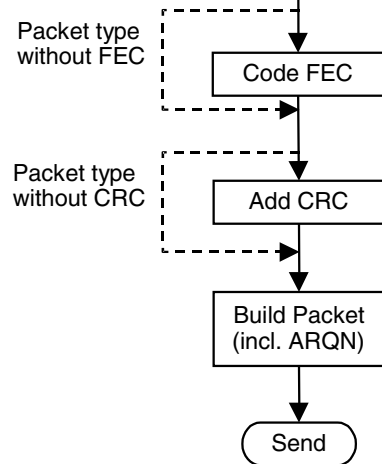 Packet type
without FEC
Code FEC
Packet type
without CRC
Add CRC
Build Packet
(incl. ARQN)
Send